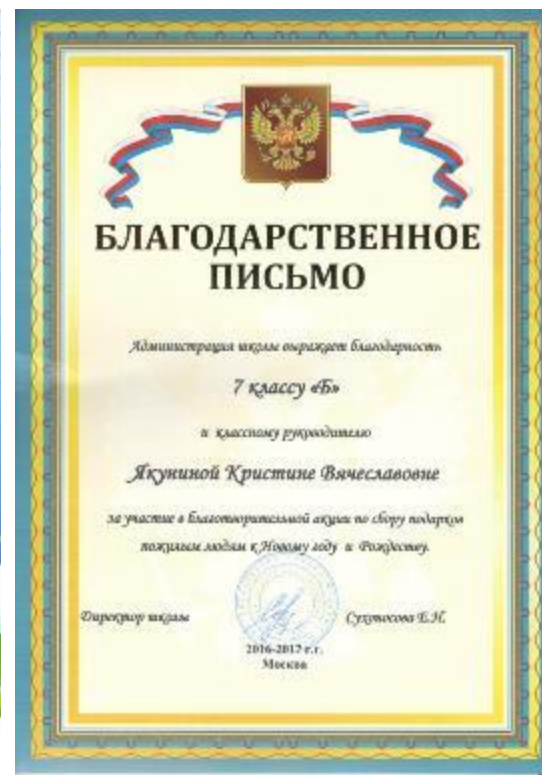 БЛАГОДАРСТВЕННОЕ
ПИСЬМО
Администрация школы выражает благодарность
7 классу «Б»
и классному руководителю
Якуниной Кристине Вячеславовне
за участие в благотворительной акции по сбору подарков
пожилым людям к Новому году и Рождеству.
Директор школы
Сухоносова Е.Н.
2016-2017 г.г.
Москва